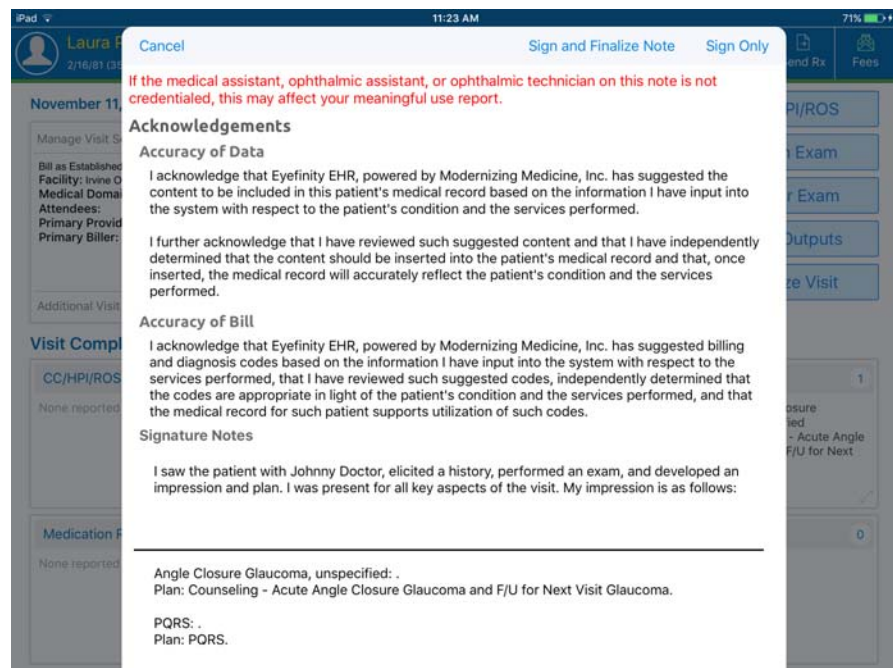 iPad
11:23 AM
71%
Laura
2/16/81 (35
Send Rx
Fees
Cancel
Sign and Finalize Note
Sign Only
If the medical assistant, ophthalmic assistant, or ophthalmic technician on this note is not
credentialed, this may affect your meaningful use report.
Acknowledgements
Accuracy of Data
I acknowledge that Eyefinity EHR, powered by Modernizing Medicine, Inc. has suggested the
content to be included in this patient's medical record based on the information I have input into
the system with respect to the patient's condition and the services performed.
I further acknowledge that I have reviewed such suggested content and that I have independently
determined that the content should be inserted into the patient's medical record and that, once
inserted, the medical record will accurately reflect the patient's condition and the services
performed.
Accuracy of Bill
I acknowledge that Eyefinity EHR, powered by Modernizing Medicine, Inc. has suggested billing
and diagnosis codes based on the information I have input into the system with respect to the
services performed, that I have reviewed such suggested codes, independently determined that
the codes are appropriate in light of the patient's condition and the services performed, and that
the medical record for such patient supports utilization of such codes.
Signature Notes
I saw the patient with Johnny Doctor, elicited a history, performed an exam, and developed an
impression and plan. I was present for all key aspects of the visit. My impression is as follows:
Angle Closure Glaucoma, unspecified: .
Plan: Counseling - Acute Angle Closure Glaucoma and F/U for Next Visit Glaucoma.
PQRS: .
Plan: PQRS.
November 11,
Manage Visit
Bill as Established
Facility: Irvine
Medical
Attendees:
Primary
Primary Biller:
Additional Visit
Visit
CC/HPI/ROS
None reported
Medication
None reported
PI/ROS
Exam
Exam
Outputs
Visit
1
- Acute Angle
F/U for Next
0